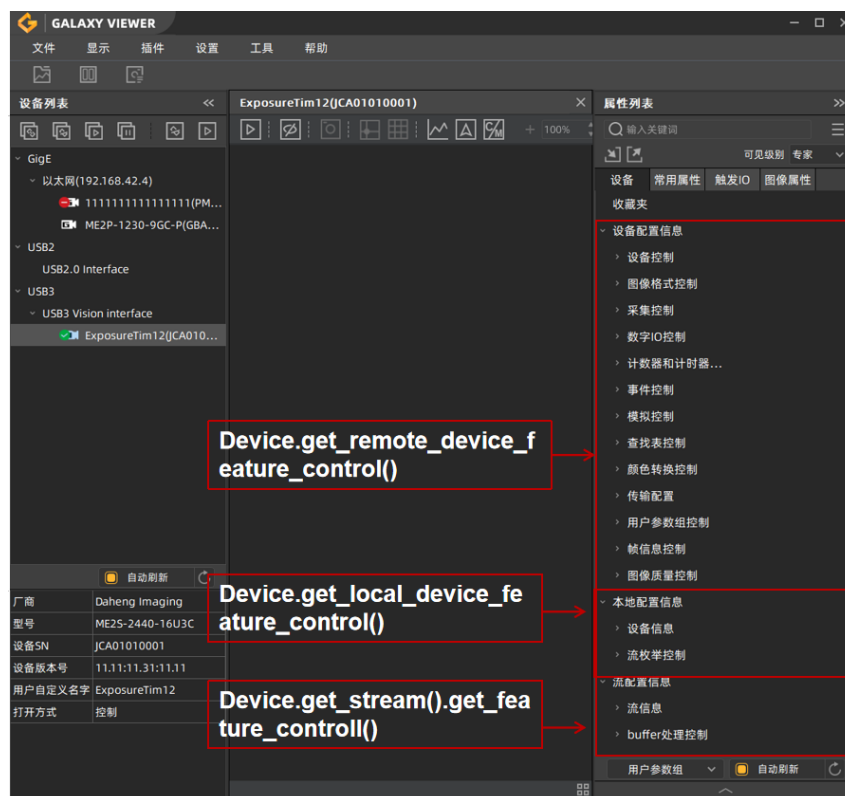 GALAXY VIEWER
文件 显示 插件 设置 工具 帮助
设备列表
GigE
以太网(192.168.42.4)
1111111111111111(PM...
ME2P-1230-9GC-P(GBA...
USB2
USB2.0 Interface
USB3
USB3 Vision interface
ExposureTim12(JCA010...
自动刷新
厂商 Daheng Imaging
型号 ME2S-2440-16U3C
设备SN JCA01010001
设备版本号 11.11:11.31:11.11
用户自定义名字 ExposureTim12
打开方式 控制
ExposureTim12(JCA01010001)
100%
Device.get_remote_device_f
eature_control()
Device.get_local_device_fe
ature_control()
Device.get_stream().get_fea
ture_controll()
属性列表
输入关键词
可见级别 专家
设备 常用属性 触发IO 图像属性
收藏夹
设备配置信息
设备控制
图像格式控制
采集控制
数字IO控制
计数器和计时器...
事件控制
模拟控制
查找表控制
颜色转换控制
传输配置
用户参数组控制
帧信息控制
图像质量控制
本地配置信息
设备信息
流枚举控制
流配置信息
流信息
buffer处理控制
用户参数组 自动刷新